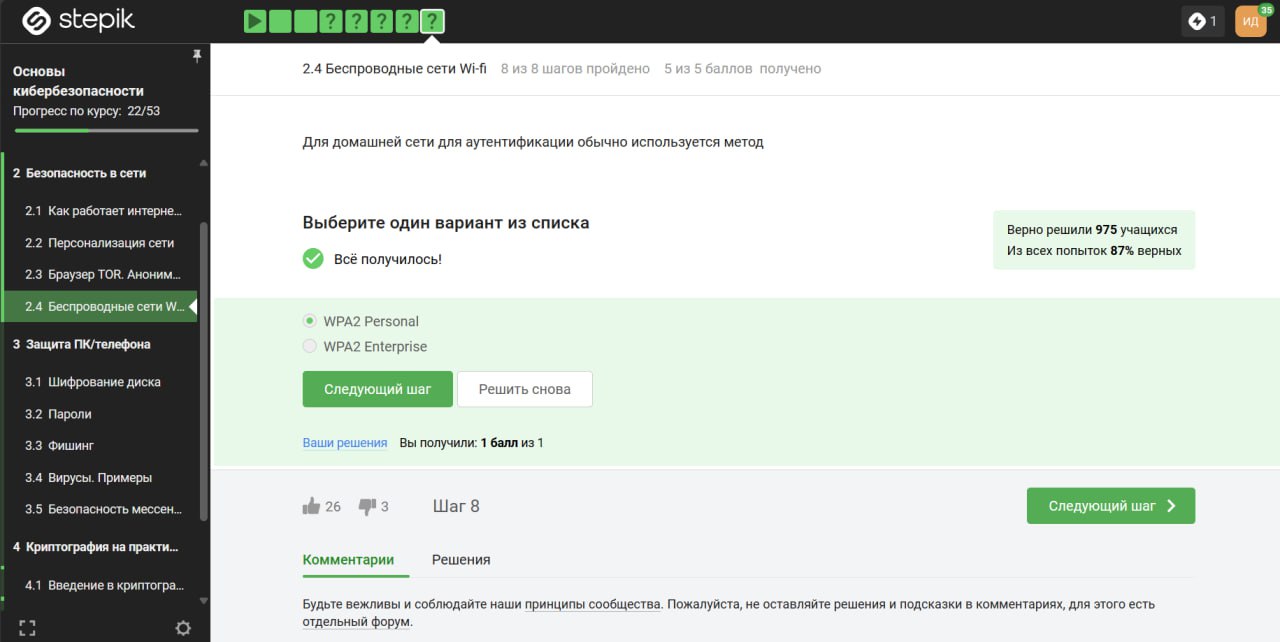 stepik
?
?
?
?
?
1
ИД
35
Основы
кибербезопасности
Прогресс по курсу: 22/53
2 Безопасность в сети
2.1 Как работает интерне...
2.2 Персонализация сети
2.3 Браузер TOR. Аноним...
2.4 Беспроводные сети W...
3 Защита ПК/телефона
3.1 Шифрование диска
3.2 Пароли
3.3 Фишинг
3.4 Вирусы. Примеры
3.5 Безопасность мессен...
4 Криптография на практи...
4.1 Введение в криптогра...
2.4 Беспроводные сети Wi-fi 8 из 8 шагов пройдено 5 из 5 баллов получено
Для домашней сети для аутентификации обычно используется метод
Выберите один вариант из списка
Всё получилось!
Верно решили 975 учащихся
Из всех попыток 87% верных
WPA2 Personal
WPA2 Enterprise
Следующий шаг
Решить снова
Ваши решения Вы получили: 1 балл из 1
26 3 Шаг 8
Следующий шаг
Комментарии Решения
Будьте вежливы и соблюдайте наши принципы сообщества. Пожалуйста, не оставляйте решения и подсказки в комментариях, для этого есть
отдельный форум.